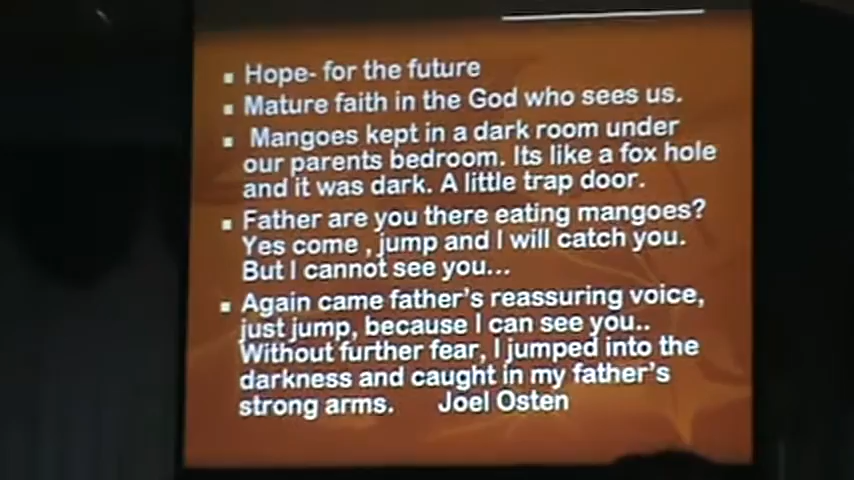 ▪ Hope- for the future
▪ Mature faith in the God who sees us.
▪ Mangoes kept in a dark room under
our parents bedroom. Its like a fox hole
and it was dark. A little trap door.
▪ Father are you there eating mangoes?
Yes come , jump and I will catch you.
But I cannot see you...
▪ Again came father's reassuring voice,
just jump, because I can see you..
Without further fear, I jumped into the
darkness and caught in my father's
strong arms. Joel Osten